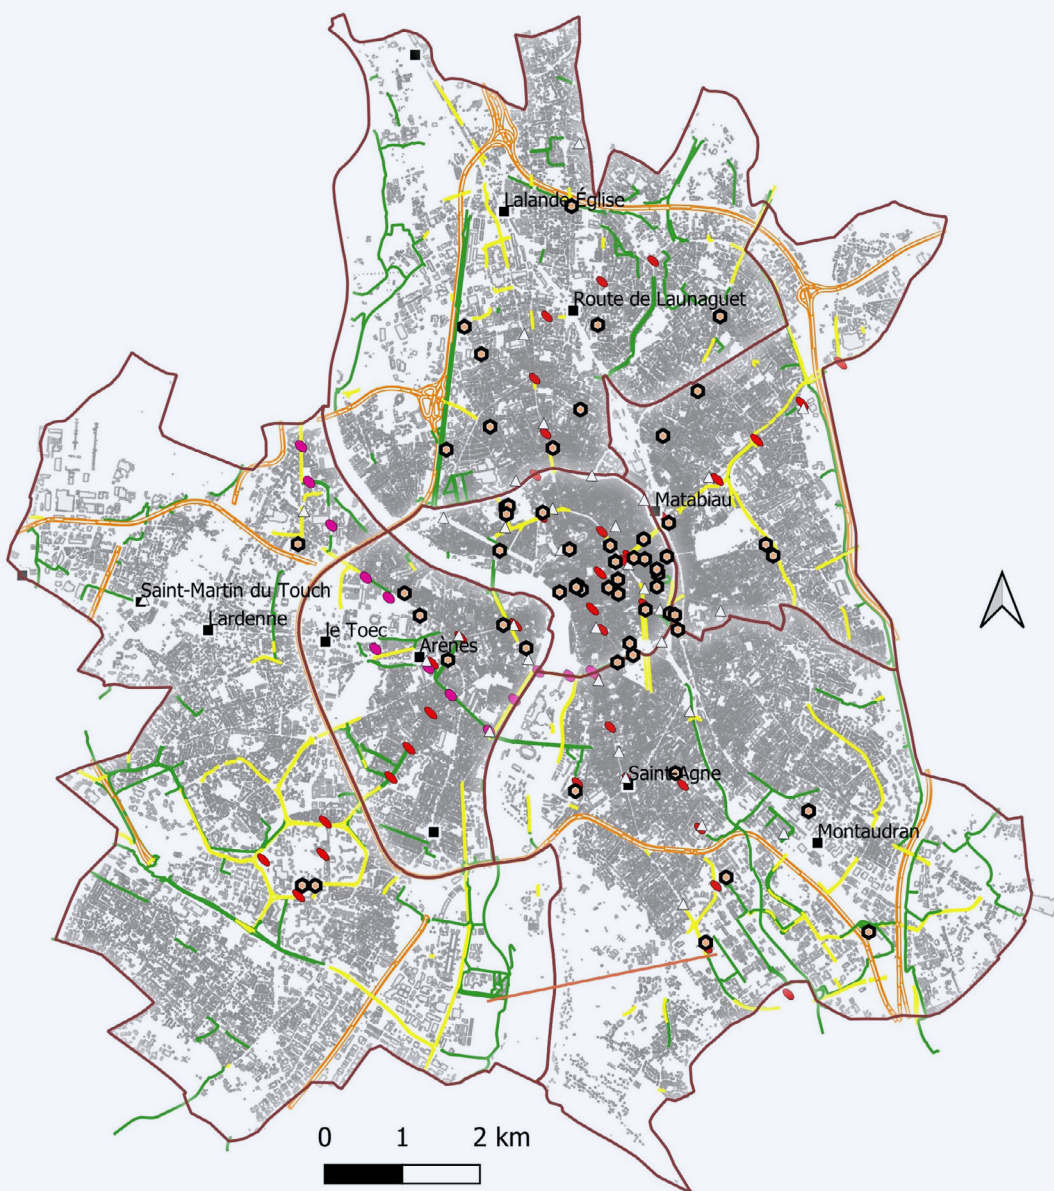 Lalande-Église
Route de Launaguet
Matabiau
Saint-Martin du Touch
Lardenne
le Toec
Arènes
Saint-Agne
Montaudran
0 1 2 km